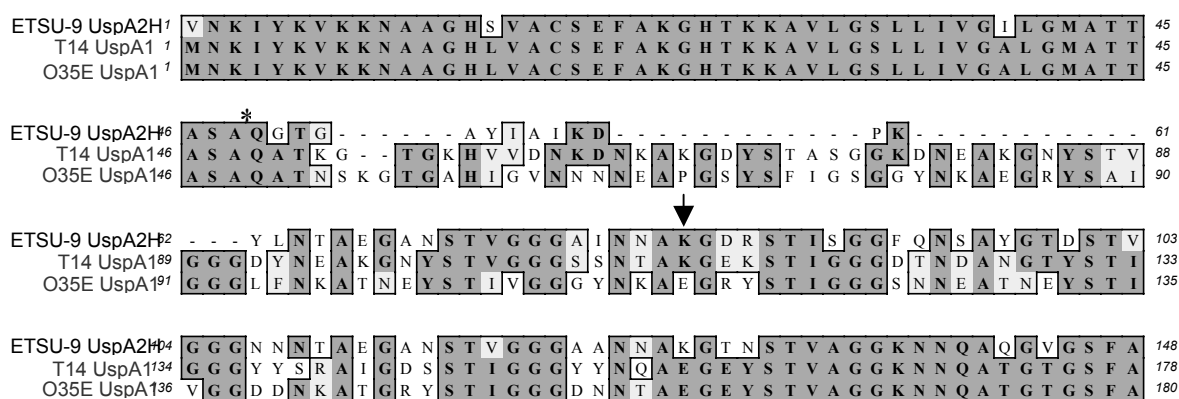 ETSU-9 UspA2H 1 V N K I Y K V K K N A A G H S V A C S E F A K G H T K K A V L G S L L I V G I L G M A T T 45
T14 UspA1 1 M N K I Y K V K K N A A G H L V A C S E F A K G H T K K A V L G S L L I V G A L G M A T T 45
O35E UspA1 1 M N K I Y K V K K N A A G H L V A C S E F A K G H T K K A V L G S L L I V G A L G M A T T 45
*
ETSU-9 UspA2H 46 A S A Q G T G - - - - - - A Y I A I K D - - - - - - - - - - - - P K - - - - - - - - - - - 61
T14 UspA1 46 A S A Q A T K G - - T G K H V V D N K D N K A K G D Y S T A S G G K D N E A K G N Y S T V 88
O35E UspA1 46 A S A Q A T N S K G T G A H I G V N N N N E A P G S Y S F I G S G G Y N K A E G R Y S A I 90
ETSU-9 UspA2H 62 - - - Y L N T A E G A N S T V G G G A I N N A K G D R S T I S G G F Q N S A Y G T D S T V 103
T14 UspA1 89 G G G D Y N E A K G N Y S T V G G G S S N T A K G E K S T I G G G D T N D A N G T Y S T I 133
O35E UspA1 91 G G G L F N K A T N E Y S T I V G G G Y N K A E G R Y S T I G G G S N N E A T N E Y S T I 135
ETSU-9 UspA2H 104 G G G N N N T A E G A N S T V G G G A A N N A K G T N S T V A G G K N N Q A Q G V G S F A 148
T14 UspA1 134 G G G Y Y S R A I G D S S T I G G G Y Y N Q A E G E Y S T V A G G K N N Q A T G T G S F A 178
O35E UspA1 136 V G G D D N K A T G R Y S T I G G G D N N T A E G E Y S T V A G G K N N Q A T G T G S F A 180